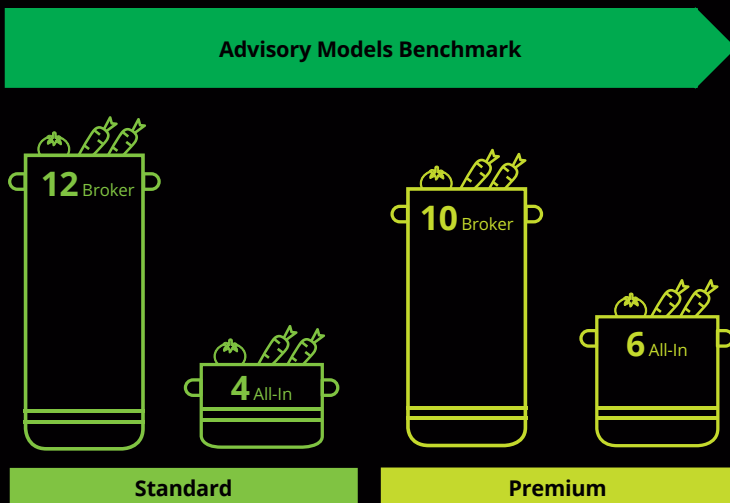 Advisory Models Benchmark
12 Broker
10 Broker
4 All-In
6 All-In
Standard
Premium